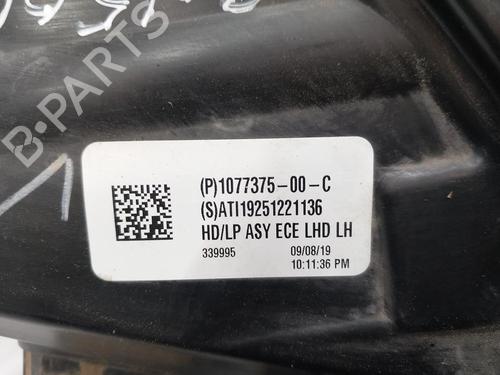 B-PARTS
(P)1077375-00-C
(S)ATI19251221136
HD/LP ASY ECE LHD LH
339995 09/08/19
10:11:36 PM